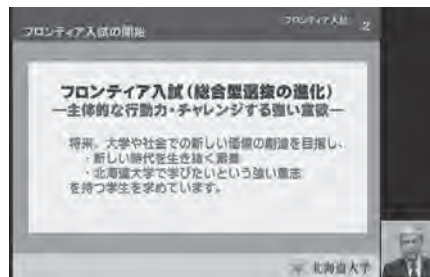 フロンティア入試の開始
フロンティア入試 2
フロンティア入試(総合型選抜の進化)
―主体的な行動力・チャレンジする強い意欲―
将来、大学や社会での新しい価値の創造を目指し、
・新しい時代を生き抜く素養
・北海道大学で学びたいという強い意志
を持つ学生を求めています。
北海道大学